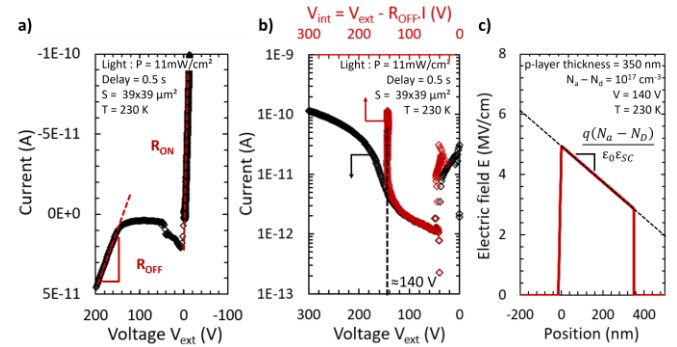 a)
-1E-10
-5E-11
0E+0
5E-11
Current (A)
Light : P = 11mW/cm²
Delay = 0.5 s
S = 39x39 µm²
T = 230 K
R_ON
R_OFF
200
100
0
-100
Voltage V_ext (V)
b)
V_int = V_ext - R_OFF.I (V)
300
200
100
0
1E-9
1E-10
1E-11
1E-12
1E-13
Current (A)
Light : P = 11mW/cm²
Delay = 0.5 s
S = 39x39 µm²
T = 230 K
≈140 V
300
200
100
0
Voltage V_ext (V)
c)
8
6
4
2
0
Electric field E (MV/cm)
p-layer thickness = 350 nm
N_a – N_d = 10¹⁷ cm⁻³
V = 140 V
T = 230 K
q(N_a − N_D)
ε₀ε_SC
-200
0
200
400
Position (nm)